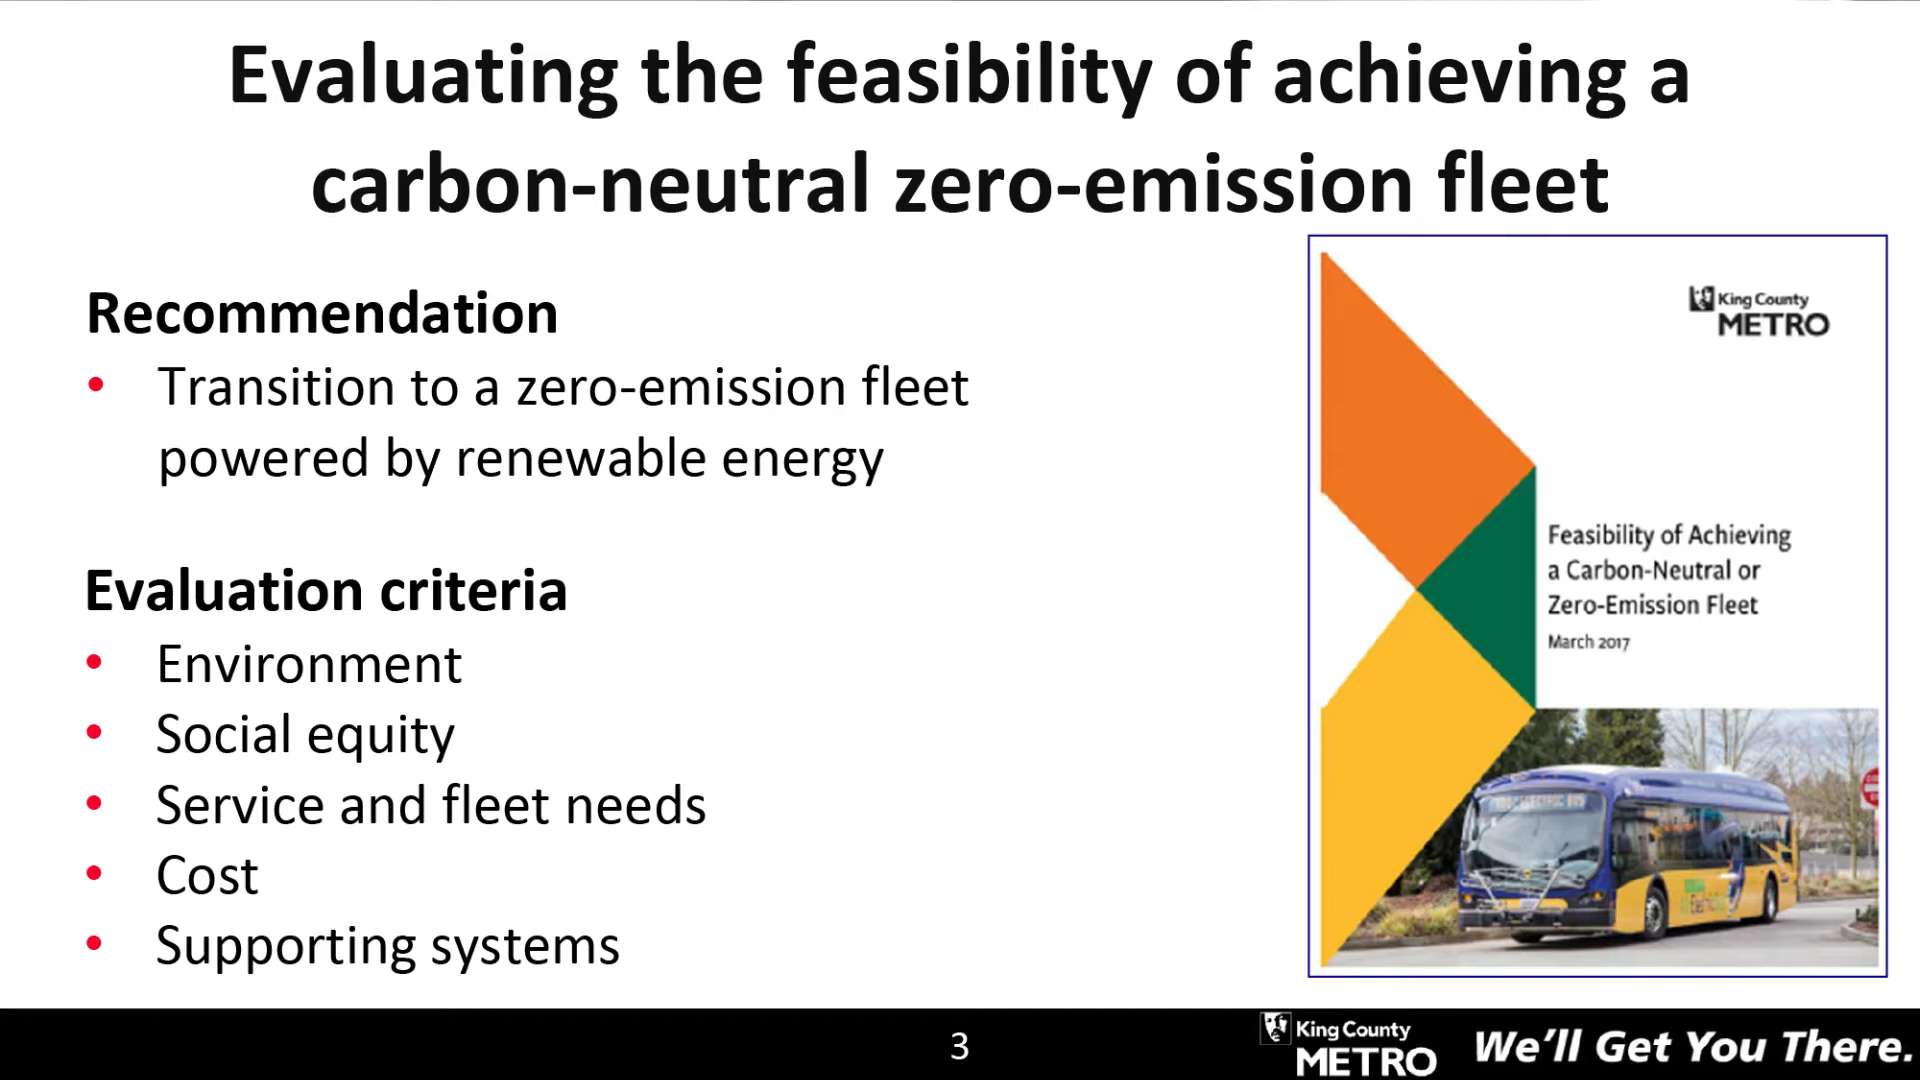 Evaluating the feasibility of achieving a
carbon-neutral zero-emission fleet
Recommendation
• Transition to a zero-emission fleet
powered by renewable energy
Evaluation criteria
• Environment
• Social equity
• Service and fleet needs
• Cost
• Supporting systems
King County
METRO
Feasibility of Achieving
a Carbon-Neutral or
Zero-Emission Fleet
March 2017
3
King County
METRO
We'll Get You There.